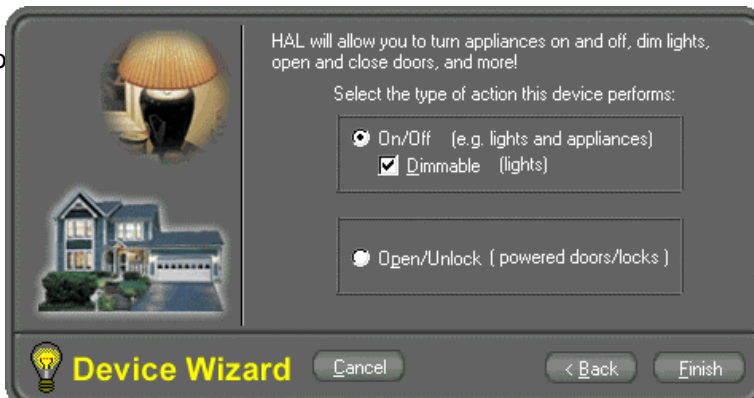 HAL will allow you to turn appliances on and off, dim lights,
open and close doors, and more!
Select the type of action this device performs:
On/Off (e.g. lights and appliances)
Dimmable (lights)
Open/Unlock ( powered doors/locks )
Device Wizard
Cancel
< Back
Finish